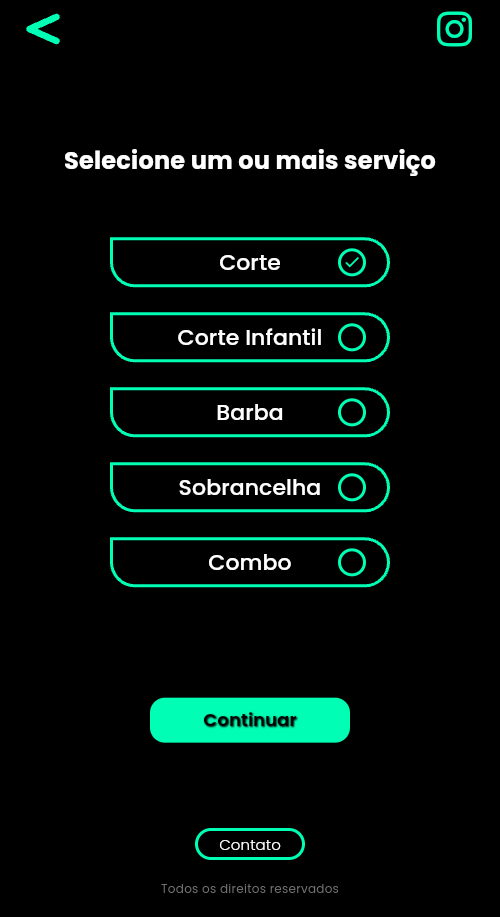 Selecione um ou mais serviço
Corte
Corte Infantil
Barba
Sobrancelha
Combo
Continuar
Contato
Todos os direitos reservados